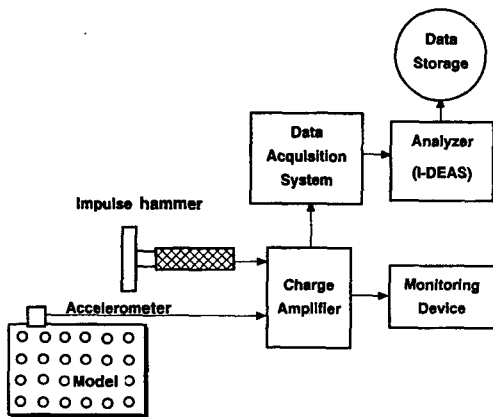 Data
Storage
Data
Acquisition
System
Analyzer
(I-DEAS)
Impulse hammer
Charge
Amplifier
Monitoring
Device
Accelerometer
Model